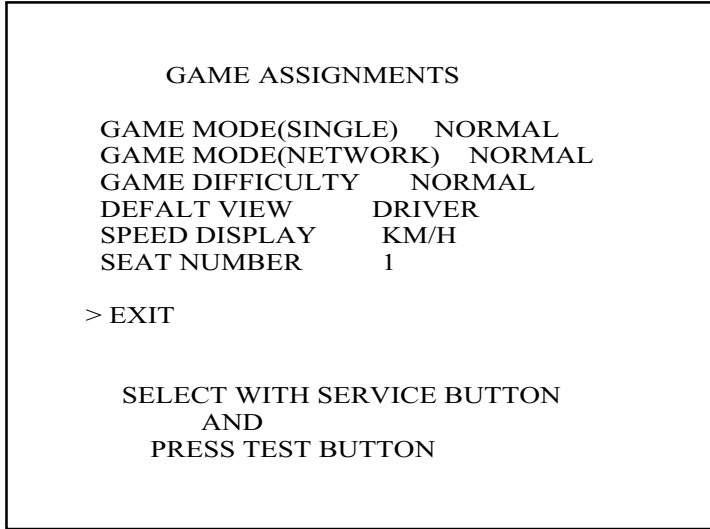 GAME ASSIGNMENTS
GAME MODE(SINGLE) NORMAL
GAME MODE(NETWORK) NORMAL
GAME DIFFICULTY NORMAL
DEFALT VIEW DRIVER
SPEED DISPLAY KM/H
SEAT NUMBER 1
> EXIT
SELECT WITH SERVICE BUTTON
AND
PRESS TEST BUTTON